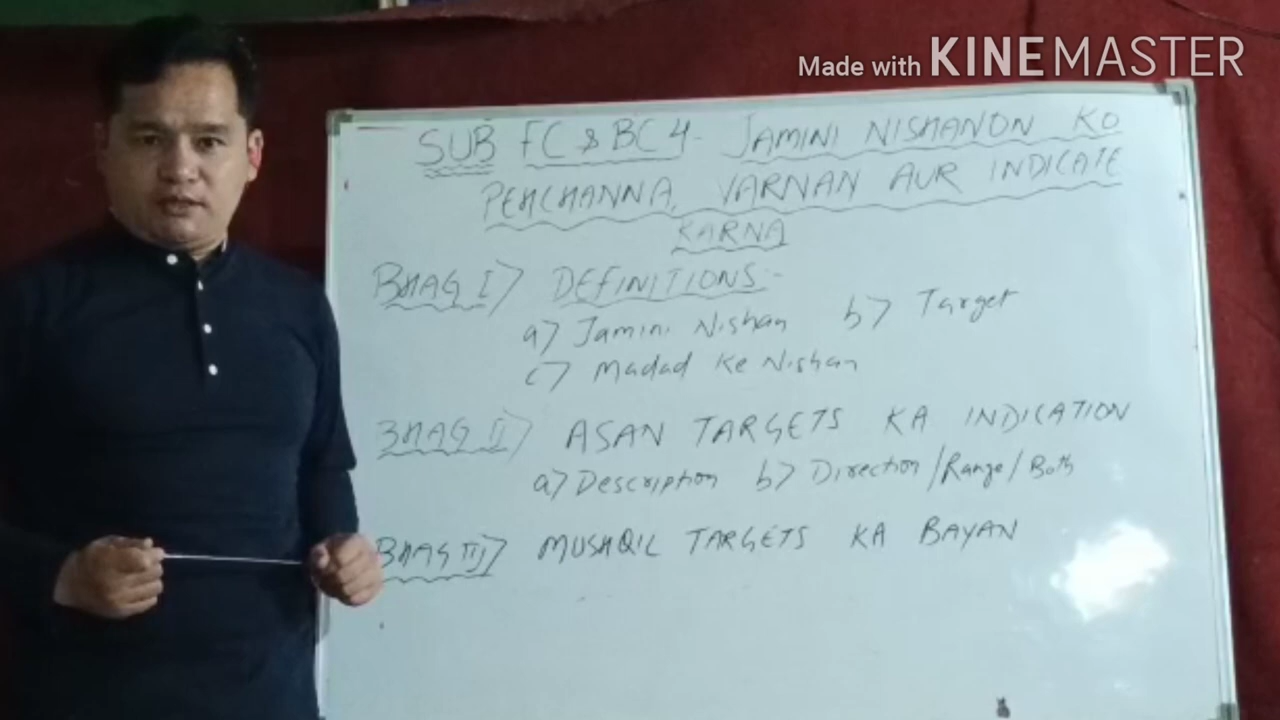 Made with KINEMASTER
SUB FC & BC 4- JAMINI NISHANON KO
PEHCHANNA, VARNAN AUR INDICATE
KARNA
BHAG I) DEFINITIONS:-
a) Jamini Nishan b) Target
c) Madad Ke Nishan
BHAG II) ASAN TARGETS KA INDICATION
a) Description b) Direction/Range/Both
BHAG III) MUSHQIL TARGETS KA BAYAN